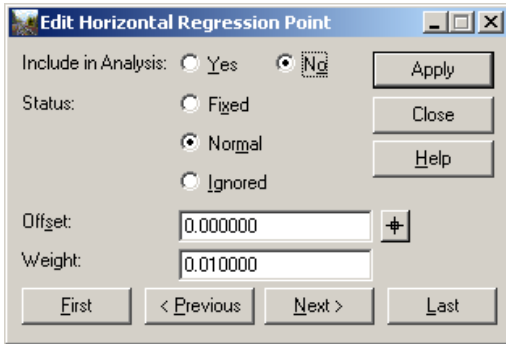 Edit Horizontal Regression Point
Include in Analysis: Yes No Apply
Status: Fixed Close
Normal Help
Ignored
Offset: 0.000000
Weight: 0.010000
First < Previous Next > Last